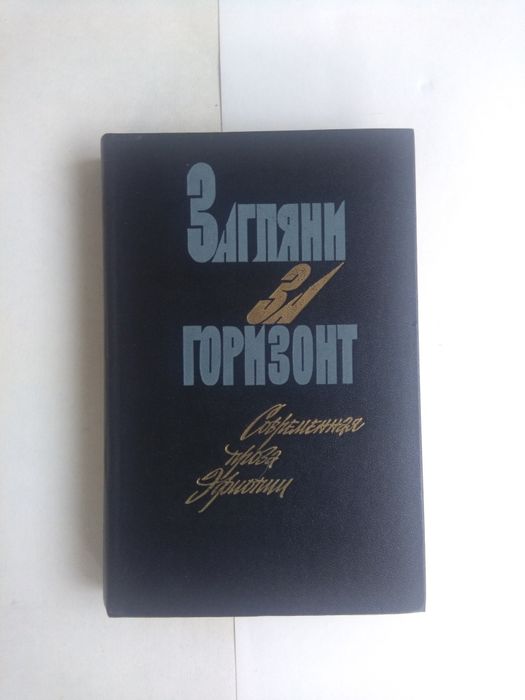 Загляни
за
горизонт
Современная
проза
Эфиопии